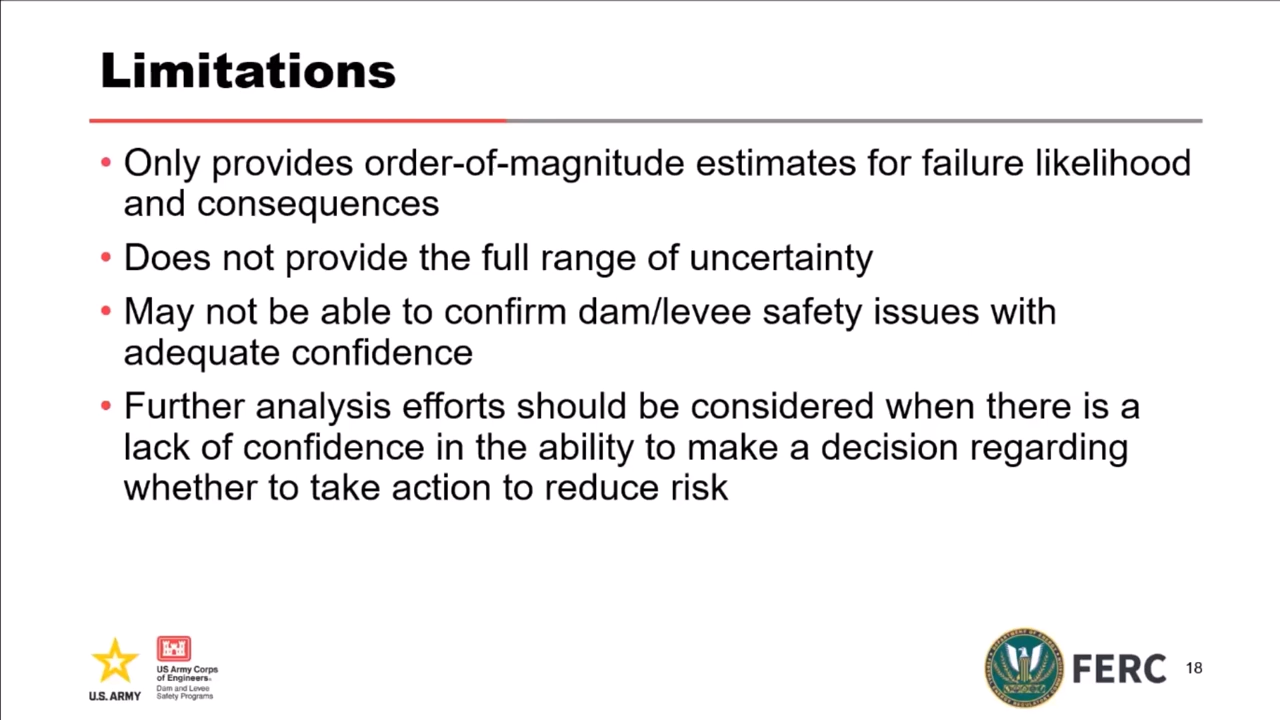 Limitations
• Only provides order-of-magnitude estimates for failure likelihood
and consequences
• Does not provide the full range of uncertainty
• May not be able to confirm dam/levee safety issues with
adequate confidence
• Further analysis efforts should be considered when there is a
lack of confidence in the ability to make a decision regarding
whether to take action to reduce risk
U.S. ARMY
US Army Corps
of Engineers®
Dam and Levee
Safety Programs
FERC
18